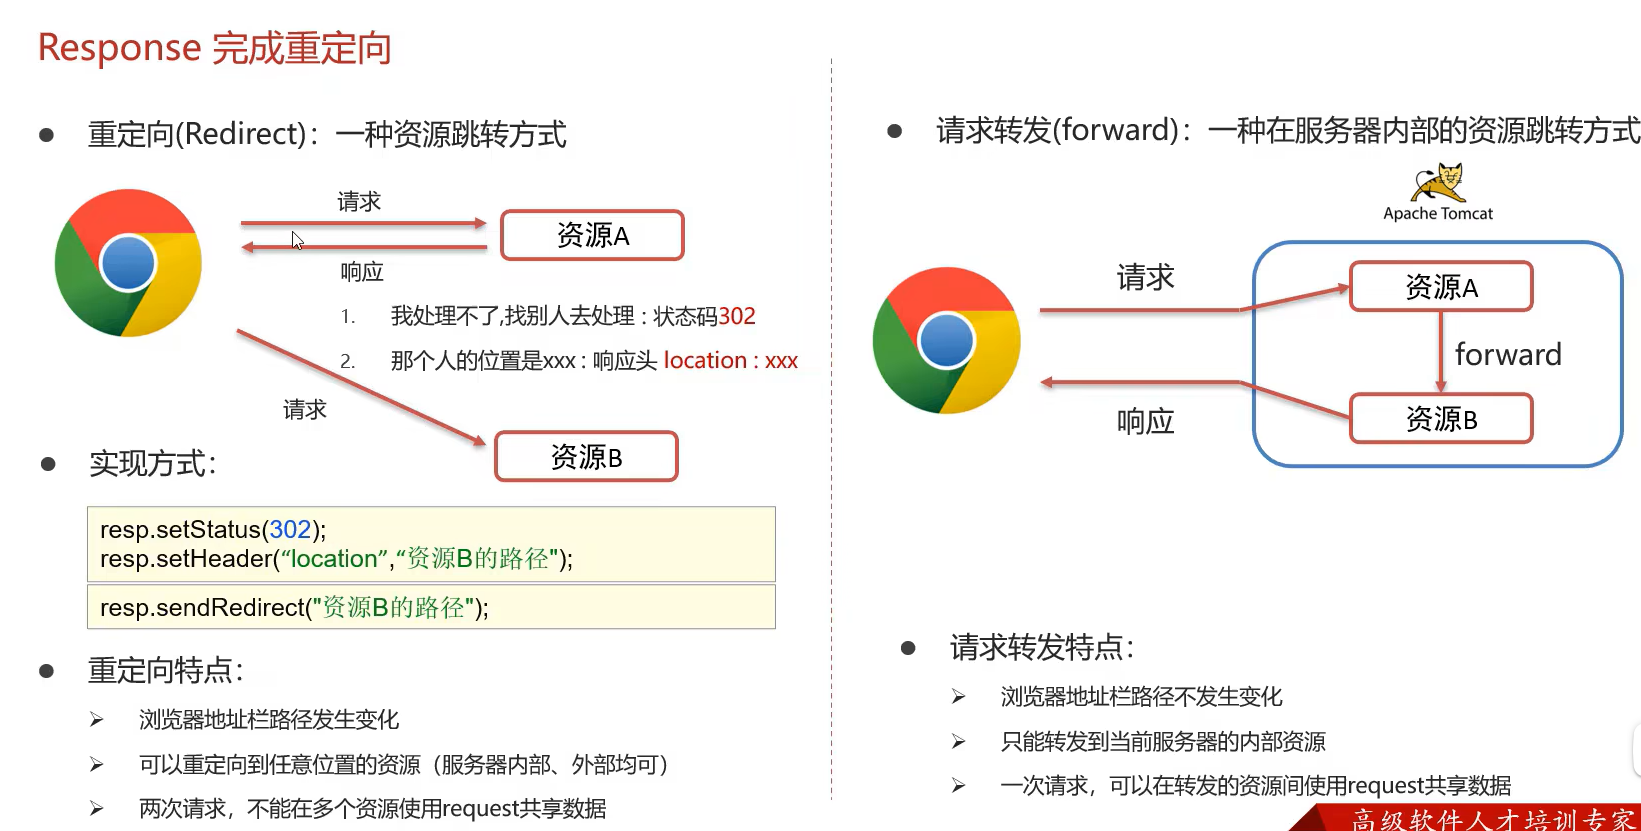 Response 完成重定向
重定向(Redirect)：一种资源跳转方式
请求
资源A
响应
1. 我处理不了,找别人去处理 : 状态码302
2. 那个人的位置是xxx : 响应头 location : xxx
请求
资源B
实现方式：
resp.setStatus(302);
resp.setHeader(“location”,“资源B的路径");
resp.sendRedirect("资源B的路径");
重定向特点：
浏览器地址栏路径发生变化
可以重定向到任意位置的资源（服务器内部、外部均可）
两次请求，不能在多个资源使用request共享数据
请求转发(forward)：一种在服务器内部的资源跳转方式
Apache Tomcat
请求
资源A
forward
资源B
响应
请求转发特点：
浏览器地址栏路径不发生变化
只能转发到当前服务器的内部资源
一次请求，可以在转发的资源间使用request共享数据
高级软件人才培训专家